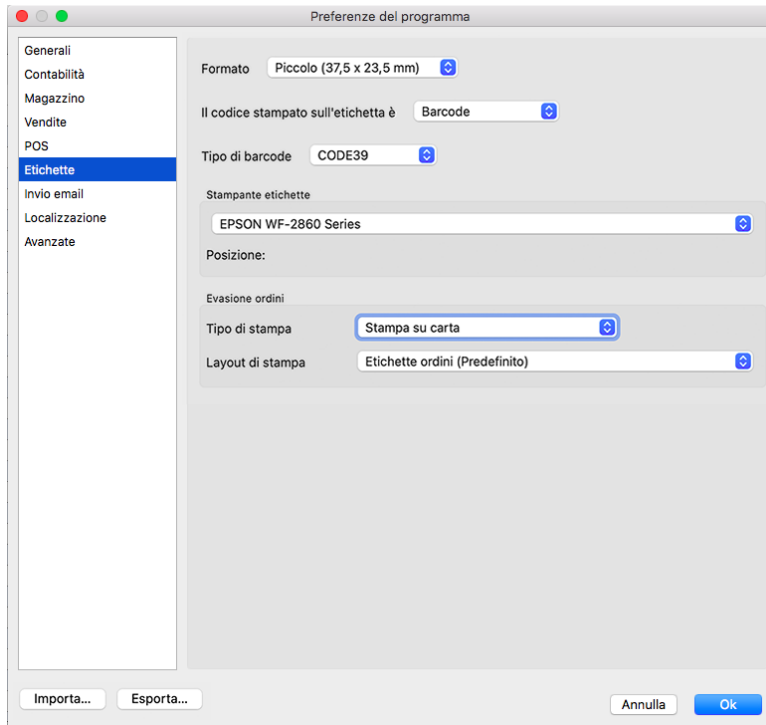 Preferenze del programma
Generali
Contabilità
Magazzino
Vendite
POS
Etichette
Invio email
Localizzazione
Avanzate
Formato Piccolo (37,5 x 23,5 mm)
Il codice stampato sull'etichetta è Barcode
Tipo di barcode CODE39
Stampante etichette
EPSON WF-2860 Series
Posizione:
Evasione ordini
Tipo di stampa Stampa su carta
Layout di stampa Etichette ordini (Predefinito)
Importa... Esporta... Annulla Ok